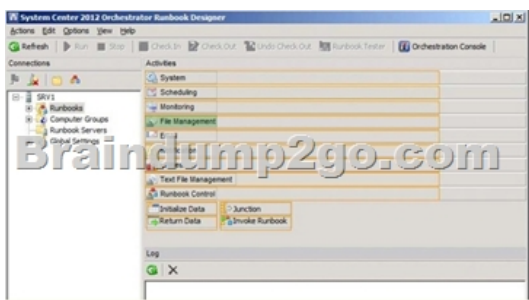 System Center 2012 Orchestrator Runbook Designer
Actions Edit Options View Help
Refresh Run Stop Check In Check Out Undo Check Out Runbook Tester Orchestration Console
Connections
Activities
SRV1
Runbooks
Computer Groups
Runbook Servers
Global Settings
System
Scheduling
Monitoring
File Management
Email
Text File Management
Runbook Control
Initialize Data
Junction
Return Data
Invoke Runbook
Braindump2go.com
Log